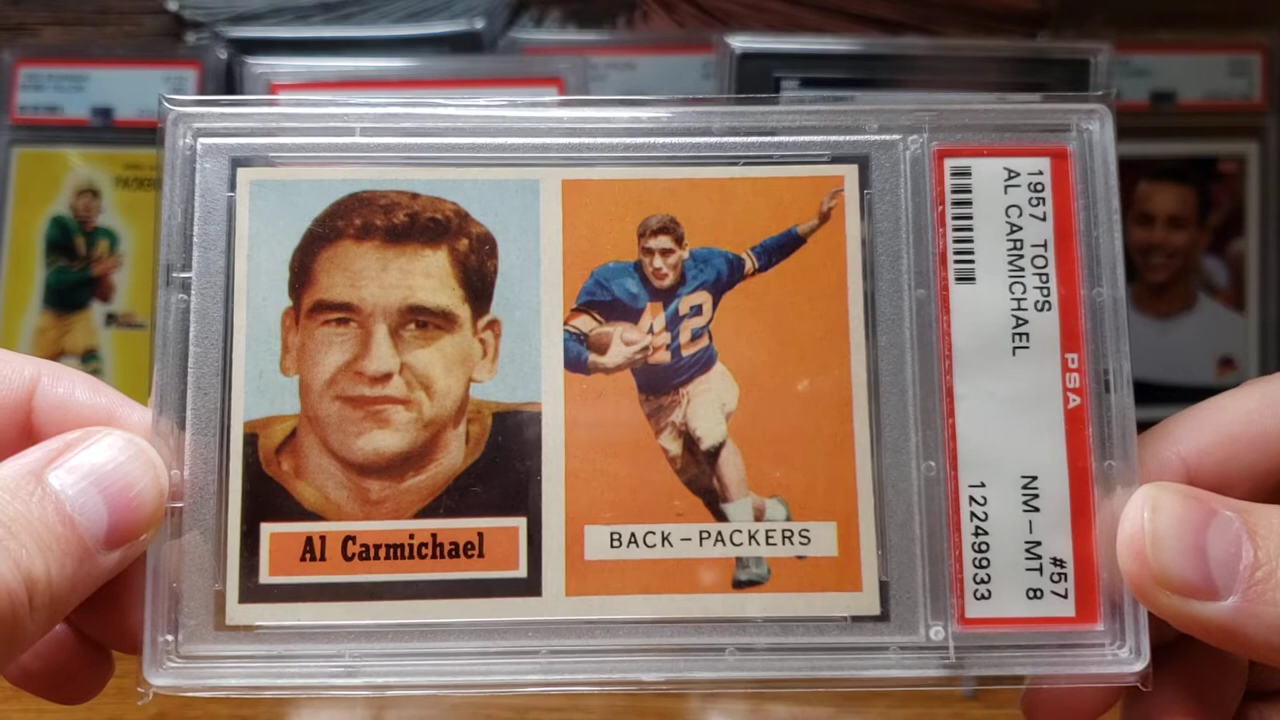 Al Carmichael
42
BACK-PACKERS
1957 TOPPS #57
AL CARMICHAEL NM-MT 8
12249933
PSA